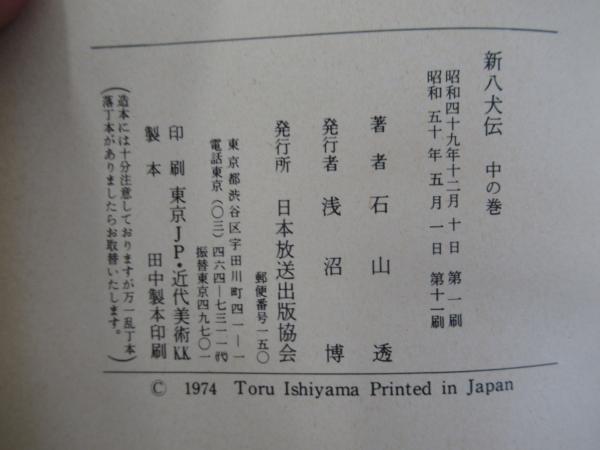 新八犬伝 中の巻
昭和四十九年十二月 十 日 第 一 刷
昭和 五十 年 五 月 一 日 第十一刷
著 者 石 山 透
発行者 浅 沼 博
発行所 日本放送出版協会
郵便番号 一五〇
東京都渋谷区宇田川町四一—一
電話東京(〇三)四六四—七三一一㈹
振替東京四九七〇一
印 刷 東京JP・近代美術KK
製 本 田中製本印刷
(造本には十分注意しておりますが万一乱丁本
落丁本がありましたらお取替いたします。)
© 1974 Toru Ishiyama Printed in Japan